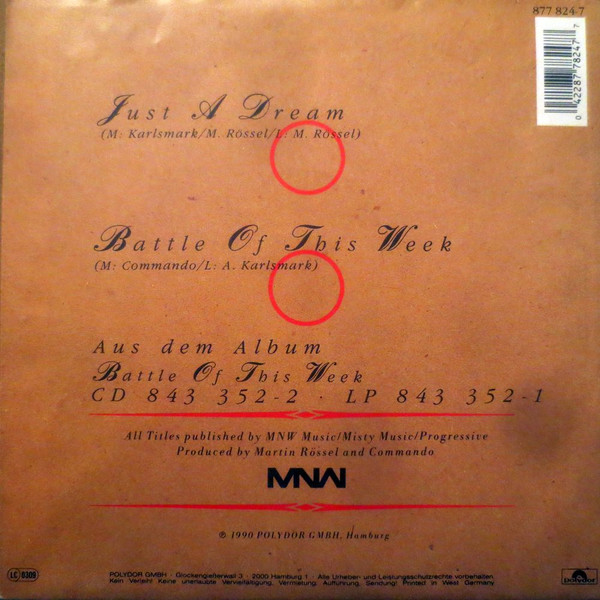 877 824-7
0 42287 78247 7
Just A Dream
(M: Karlsmark/M. Rössel/L: M. Rössel)
Battle Of This Week
(M: Commando/L: A. Karlsmark)
Aus dem Album
Battle Of This Week
CD 843 352-2 · LP 843 352-1
All Titles published by MNW Music/Misty Music/Progressive
Produced by Martin Rössel and Commando
MNW
℗ 1990 POLYDOR GMBH, Hamburg
LC 0309
POLYDOR GMBH · Glockengießerwall 3 · 2000 Hamburg 1 · Alle Urheber- und Leistungsschutzrechte vorbehalten.
Kein Verleih! Keine unerlaubte Vervielfältigung, Vermietung, Aufführung, Sendung! Printed in West Germany
Polydor